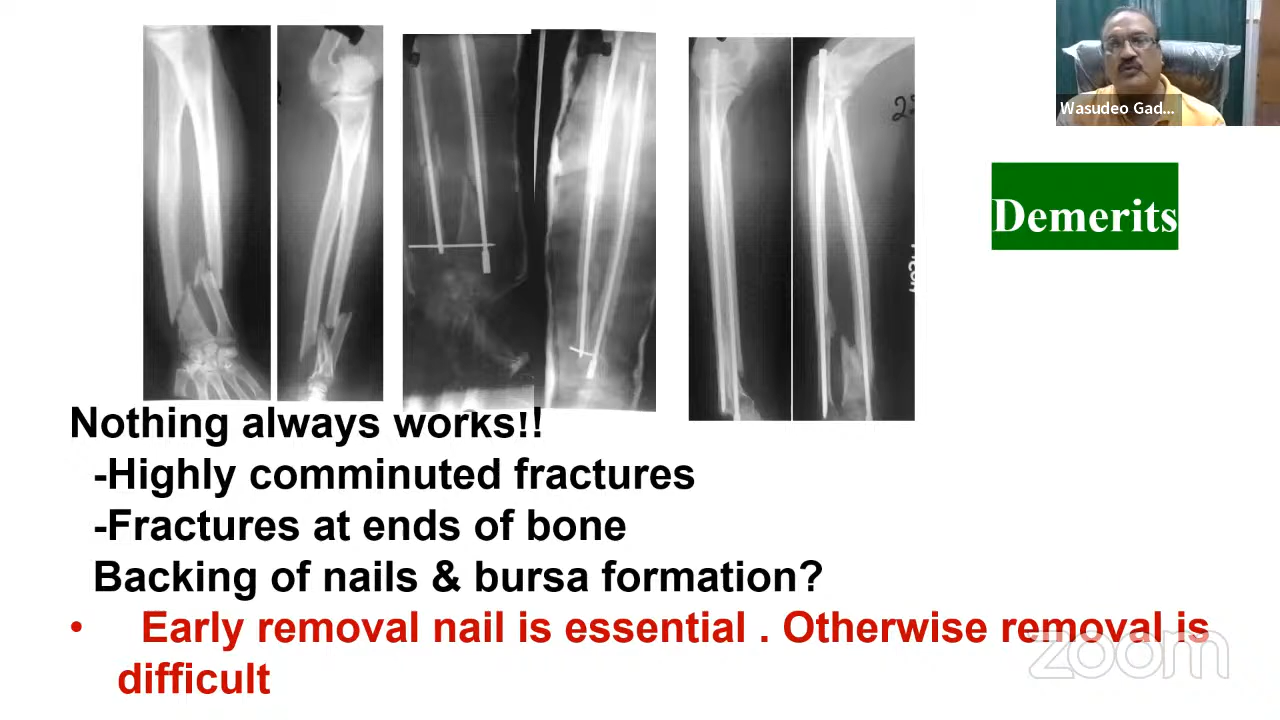 Wasudeo Gad...
Demerits
Nothing always works!!
-Highly comminuted fractures
-Fractures at ends of bone
Backing of nails & bursa formation?
• Early removal nail is essential . Otherwise removal is
difficult
zoom